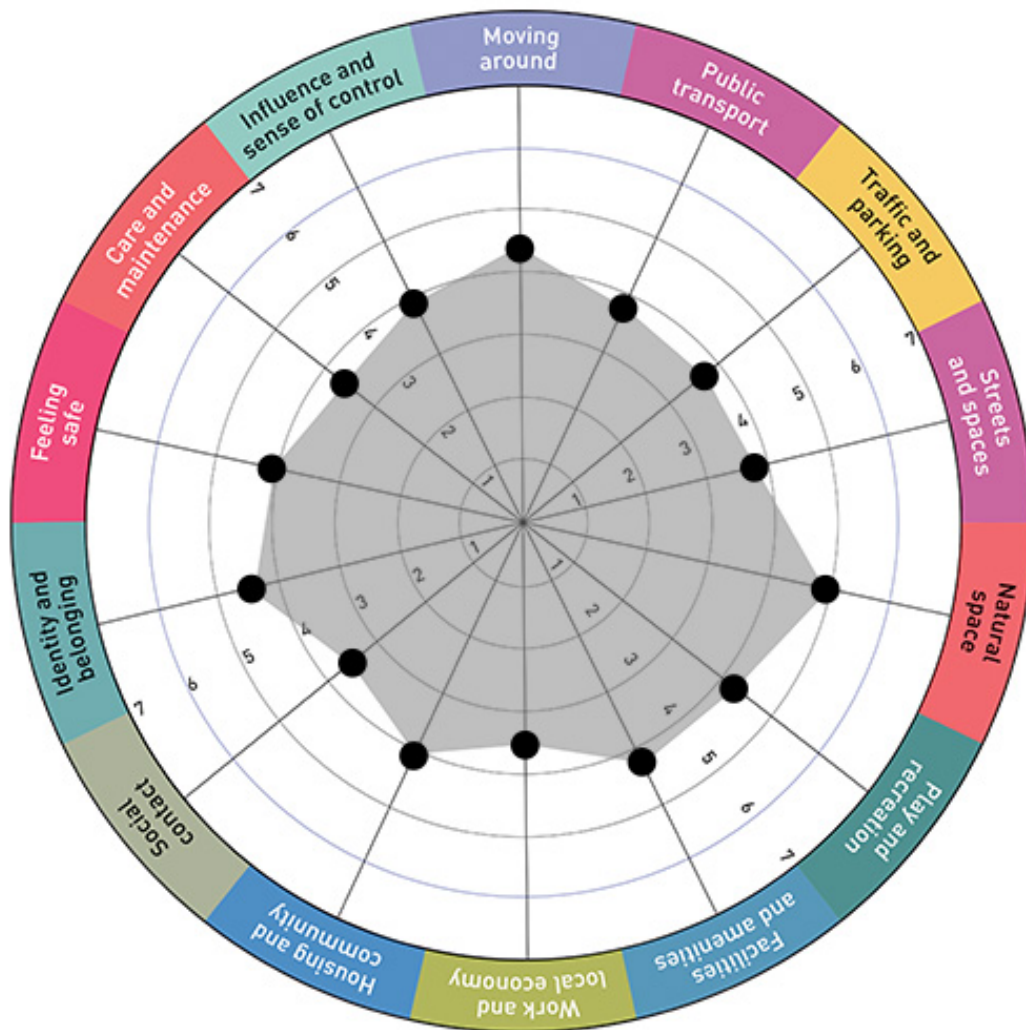 Moving
around
Public
transport
Traffic and
parking
Streets
and spaces
Natural
space
Play and
recreation
Facilities
and amenities
Work and
local economy
Housing and
community
Social
contact
Identity and
belonging
Feeling
safe
Care and
maintenance
Influence and
sense of control
7
6
5
4
3
2
1
1
2
3
4
5
6
7
1
2
3
4
5
6
7
1
2
3
4
5
6
7